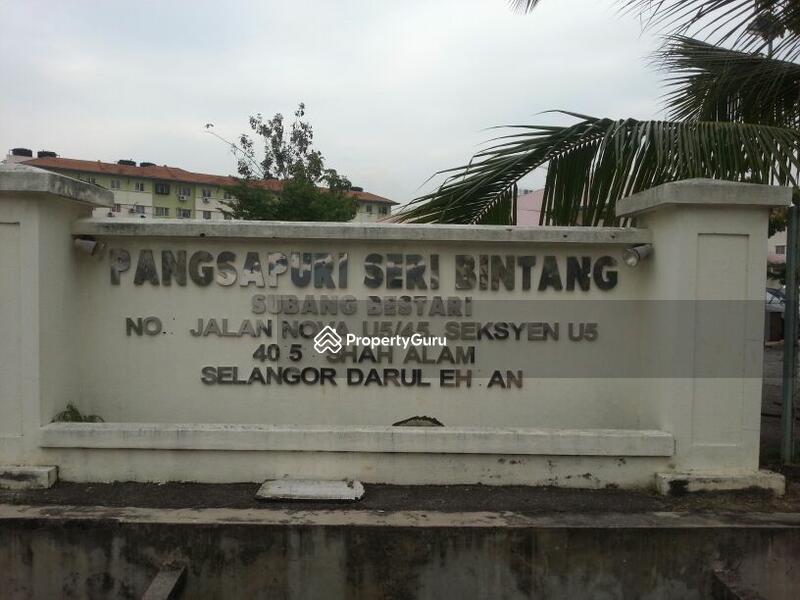 PANGSAPURI SERI BINTANG
SUBANG BESTARI
NO. JALAN NOVA U5/45 SEKSYEN U5
PropertyGuru
40 5 SHAH ALAM
SELANGOR DARUL EH AN